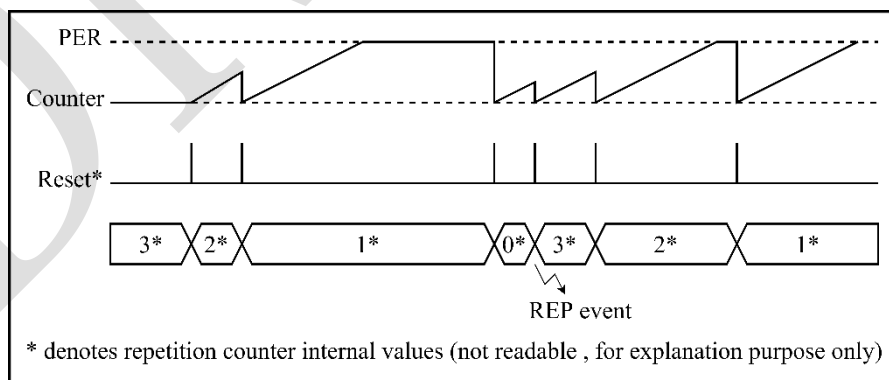 PER
Counter
Reset*
3* 2* 1* 0* 3* 2* 1*
REP event
* denotes repetition counter internal values (not readable , for explanation purpose only)